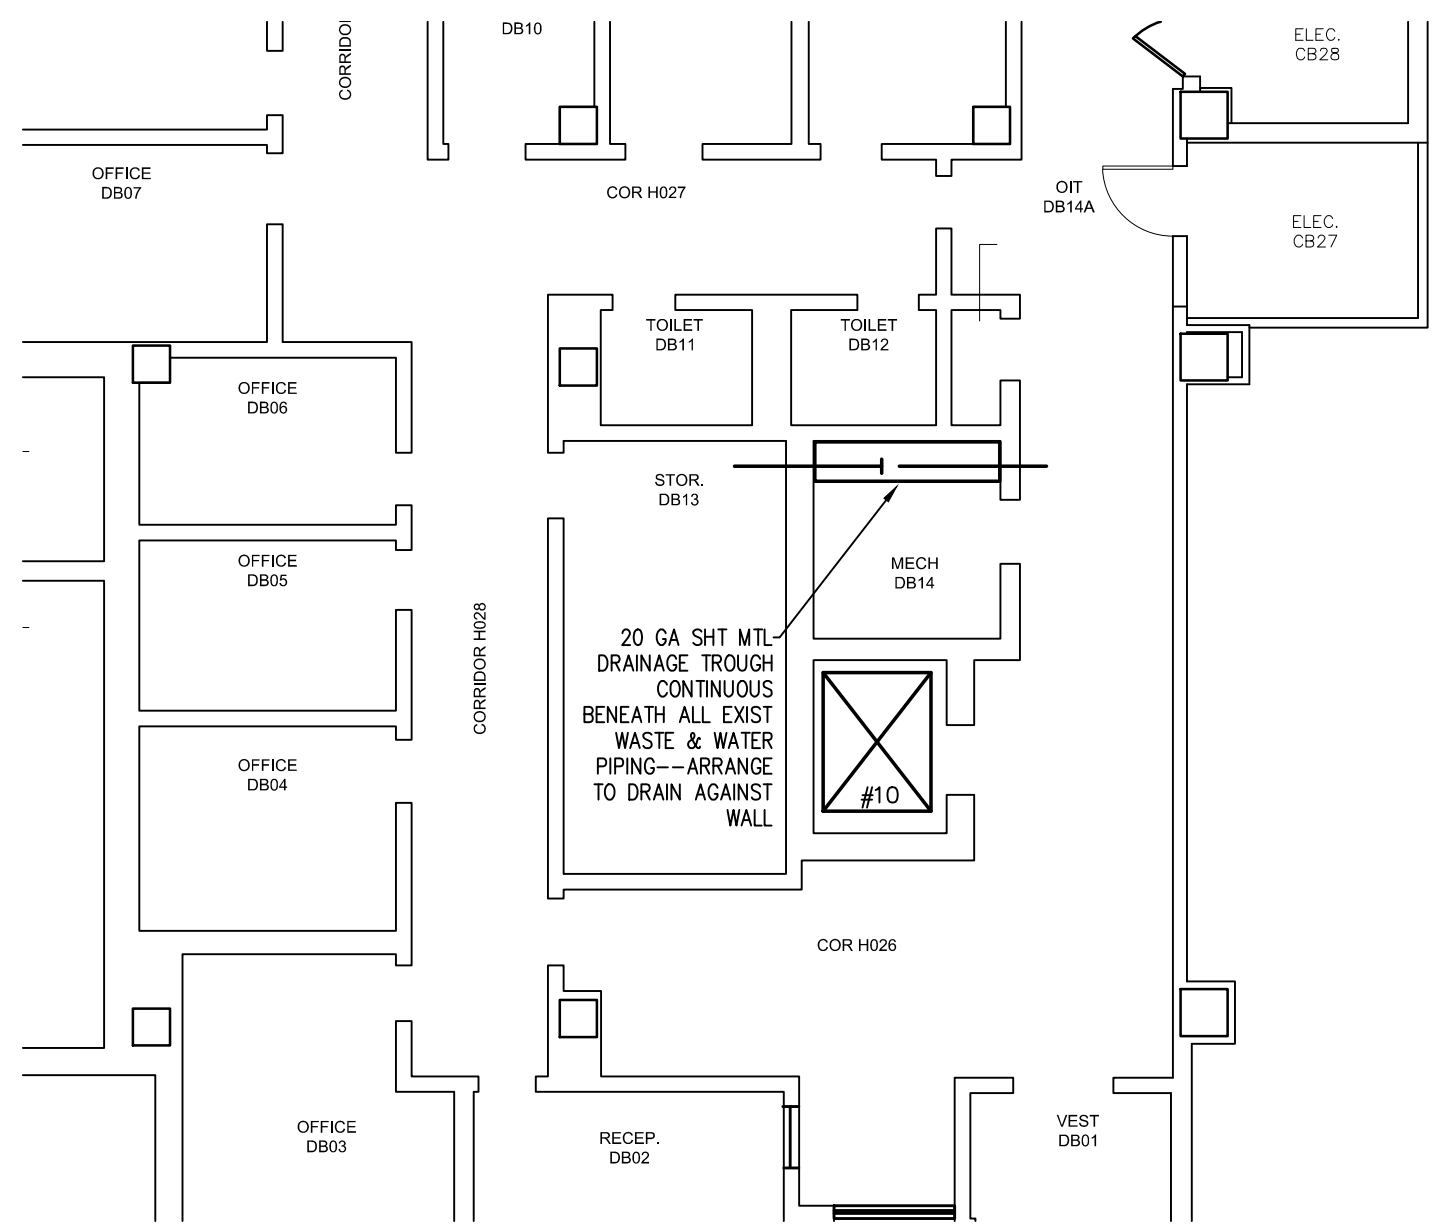 DB10
ELEC.
CB28
CORRIDOR
OFFICE
DB07
COR H027
OIT
DB14A
ELEC.
CB27
TOILET
DB11
TOILET
DB12
OFFICE
DB06
STOR.
DB13
OFFICE
DB05
MECH
DB14
CORRIDOR H028
20 GA SHT MTL
DRAINAGE TROUGH
CONTINUOUS
BENEATH ALL EXIST
WASTE & WATER
PIPING--ARRANGE
TO DRAIN AGAINST
WALL
OFFICE
DB04
#10
COR H026
OFFICE
DB03
RECEP.
DB02
VEST
DB01